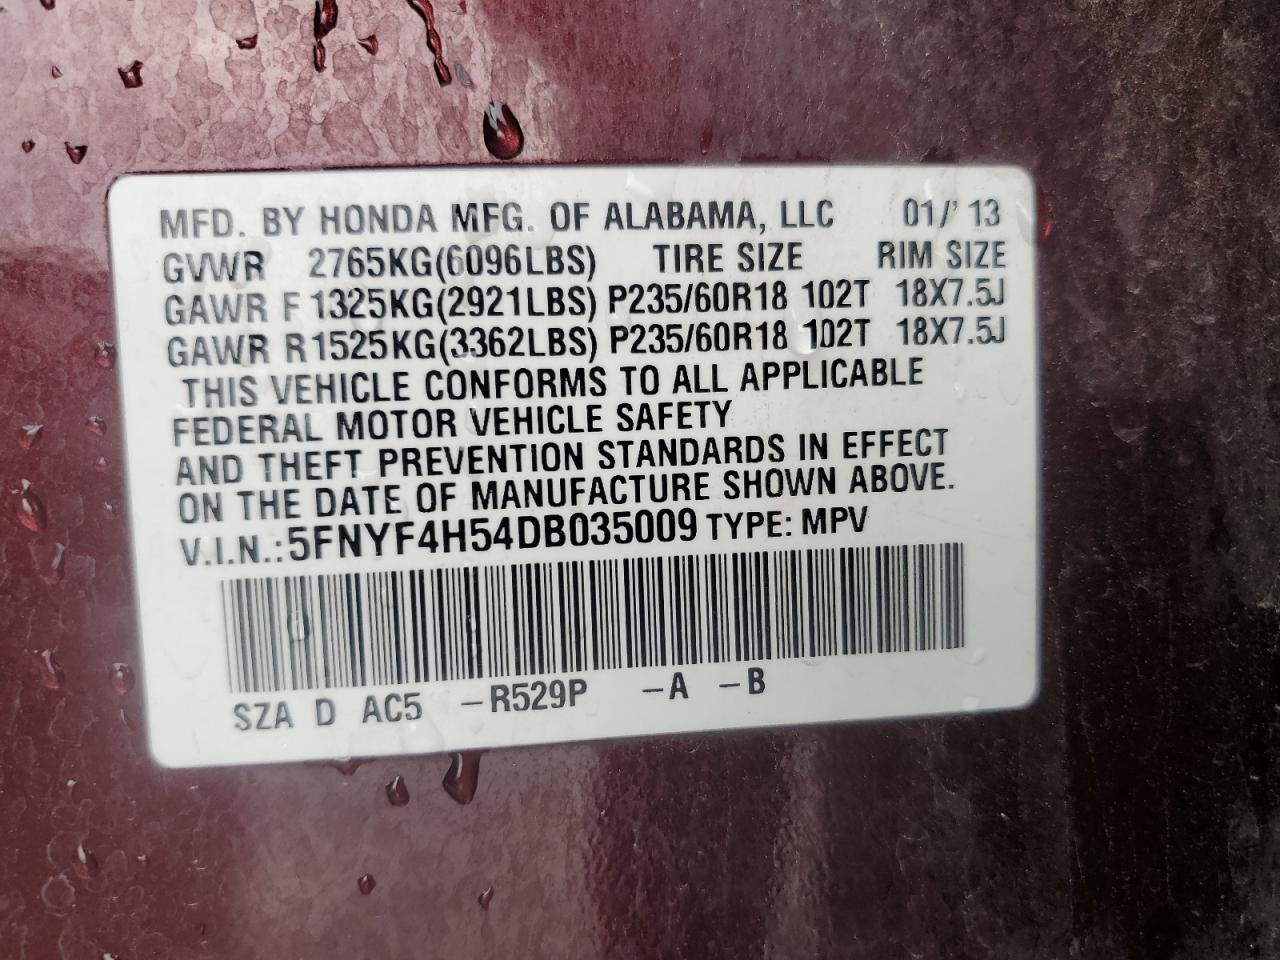 MFD. BY HONDA MFG. OF ALABAMA, LLC 01/'13
GVWR 2765KG(6096LBS) TIRE SIZE RIM SIZE
GAWR F 1325KG(2921LBS) P235/60R18 102T 18X7.5J
GAWR R1525KG(3362LBS) P235/60R18 102T 18X7.5J
THIS VEHICLE CONFORMS TO ALL APPLICABLE
FEDERAL MOTOR VEHICLE SAFETY
AND THEFT PREVENTION STANDARDS IN EFFECT
ON THE DATE OF MANUFACTURE SHOWN ABOVE.
V.I.N.:5FNYF4H54DB035009 TYPE: MPV
SZA D AC5 -R529P -A -B